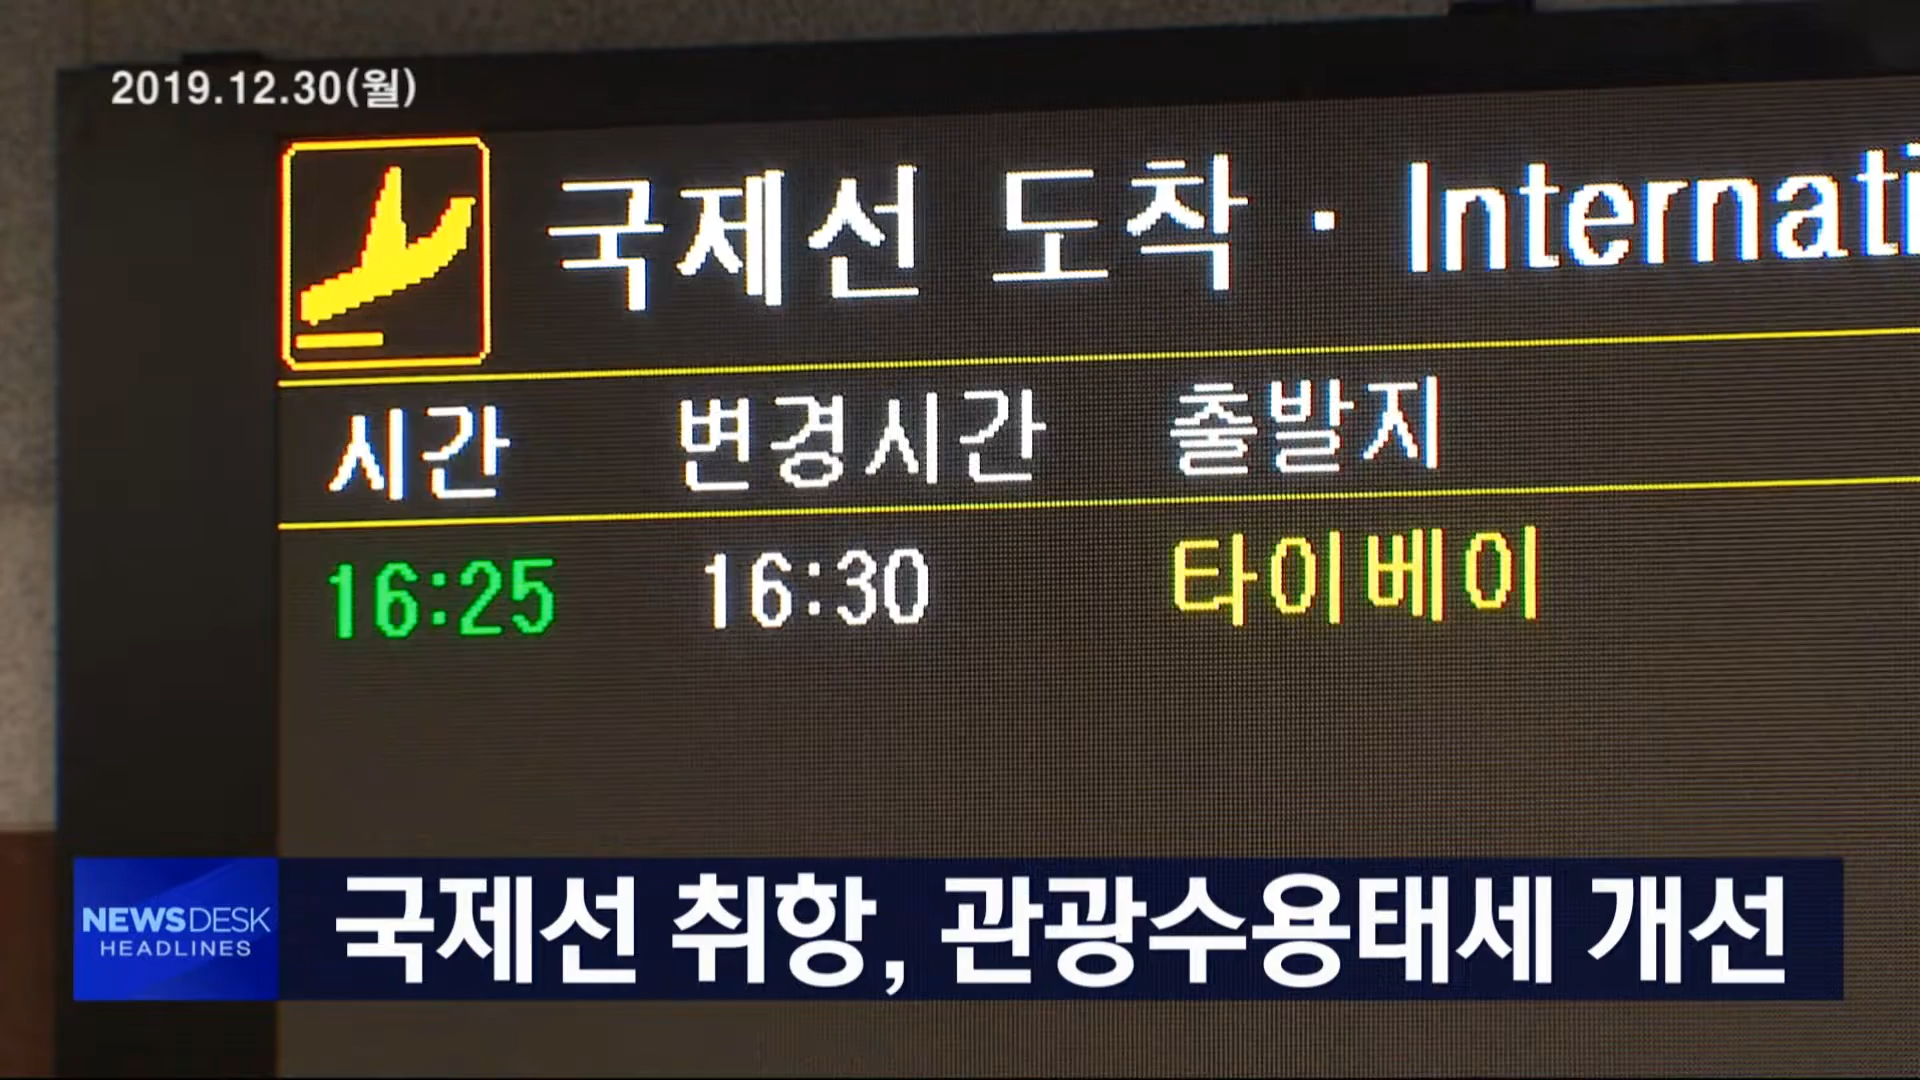 2019.12.30(월)
국제선 도착 · Internati
시간 변경시간 출발지
16:25 16:30 타이베이
NEWSDESK
HEADLINES
국제선 취항, 관광수용태세 개선